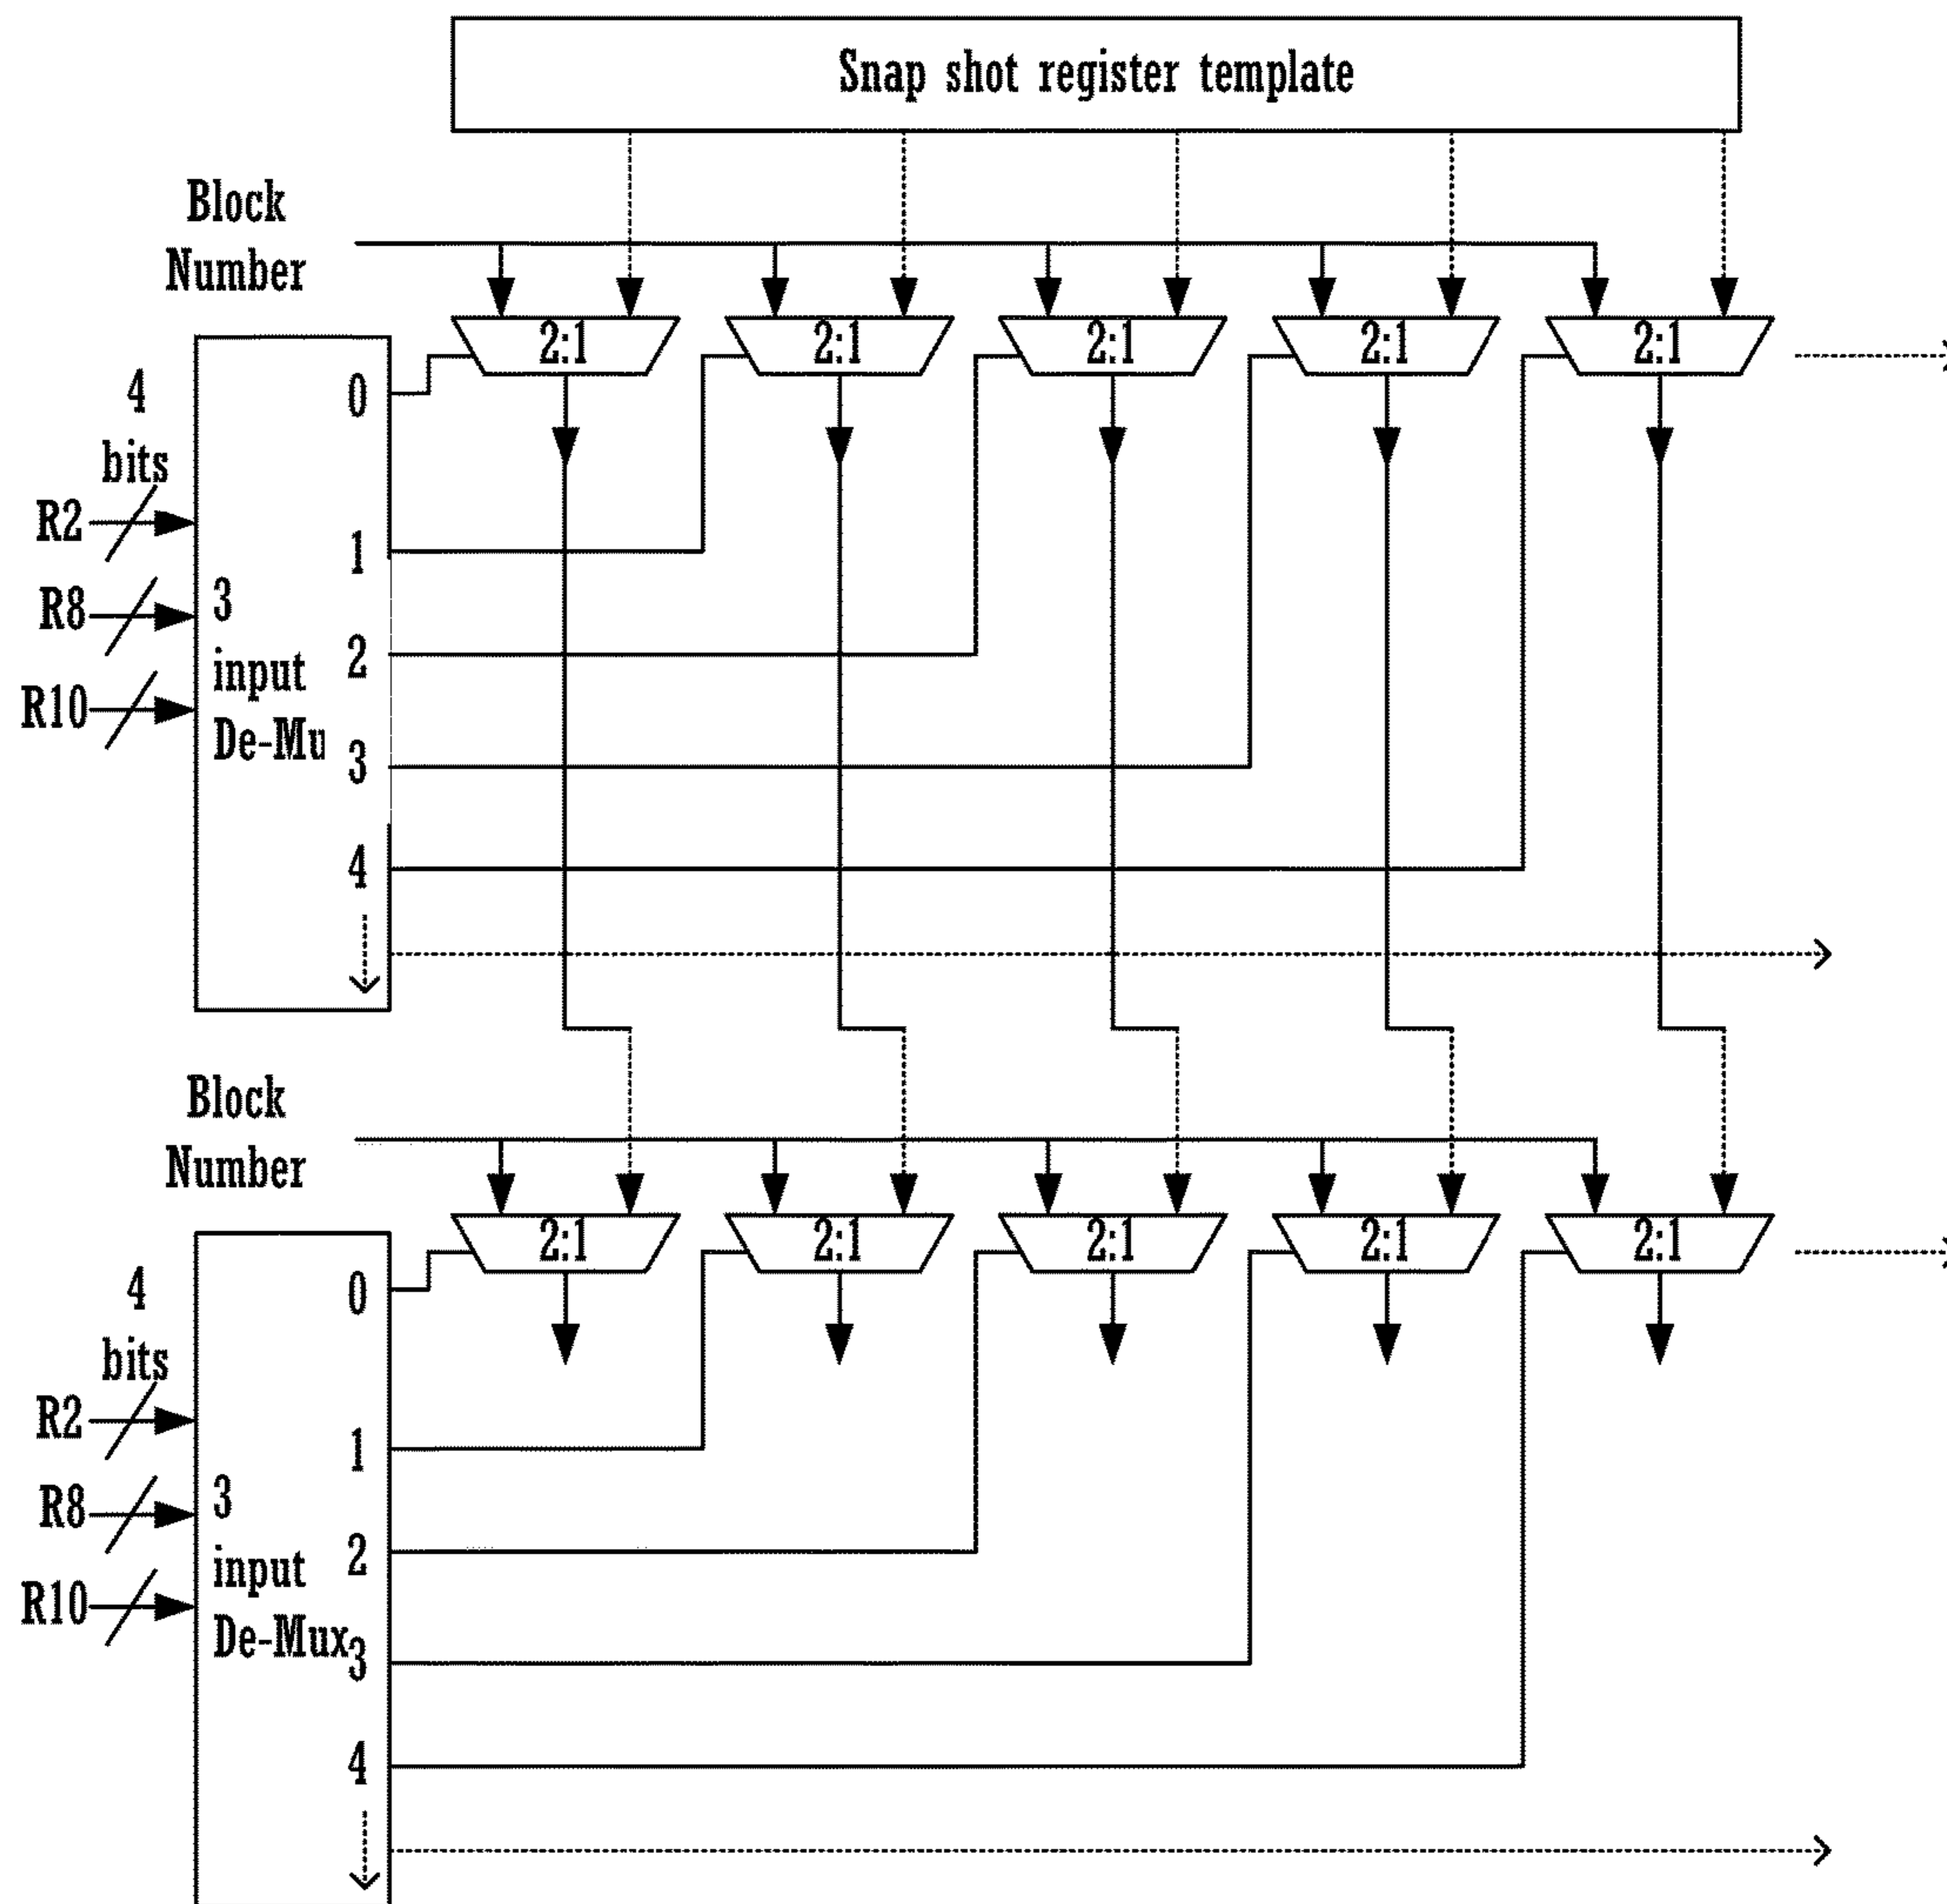 Snap shot register template
Block
Number
2:1 2:1 2:1 2:1 2:1
0
4
bits
R2
1
R8
3
2
input
R10
De-Mu
3
4
Block
Number
2:1 2:1 2:1 2:1 2:1
0
4
bits
R2
1
R8
3
2
input
R10
De-Mux
3
4